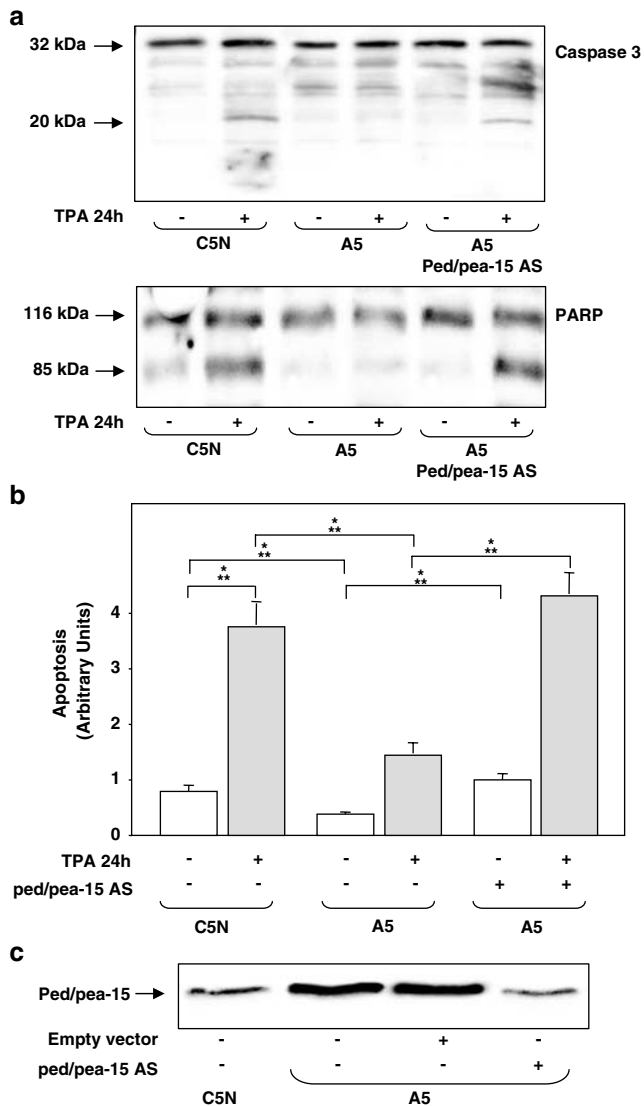 a
32 kDa
Caspase 3
20 kDa
TPA 24h - + - + - +
C5N A5 A5
Ped/pea-15 AS
116 kDa
PARP
85 kDa
TPA 24h - + - + - +
C5N A5 A5
Ped/pea-15 AS
b
Apoptosis
(Arbitrary Units)
*
**
*
**
*
**
*
**
*
**
4
3
2
1
0
TPA 24h - + - + - +
ped/pea-15 AS - - - - + +
C5N A5 A5
c
Ped/pea-15
Empty vector - - + -
ped/pea-15 AS - - - +
C5N A5